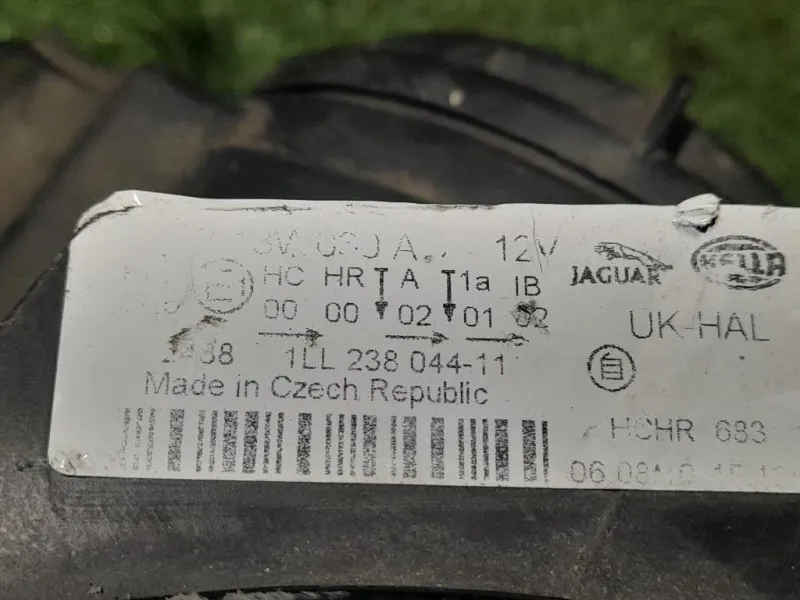 12V
JAGUAR
HELLA
HC HR A 1a IB
00 00 02 01 02
UK-HAL
1LL 238 044-11
Made in Czech Republic
HCHR 683